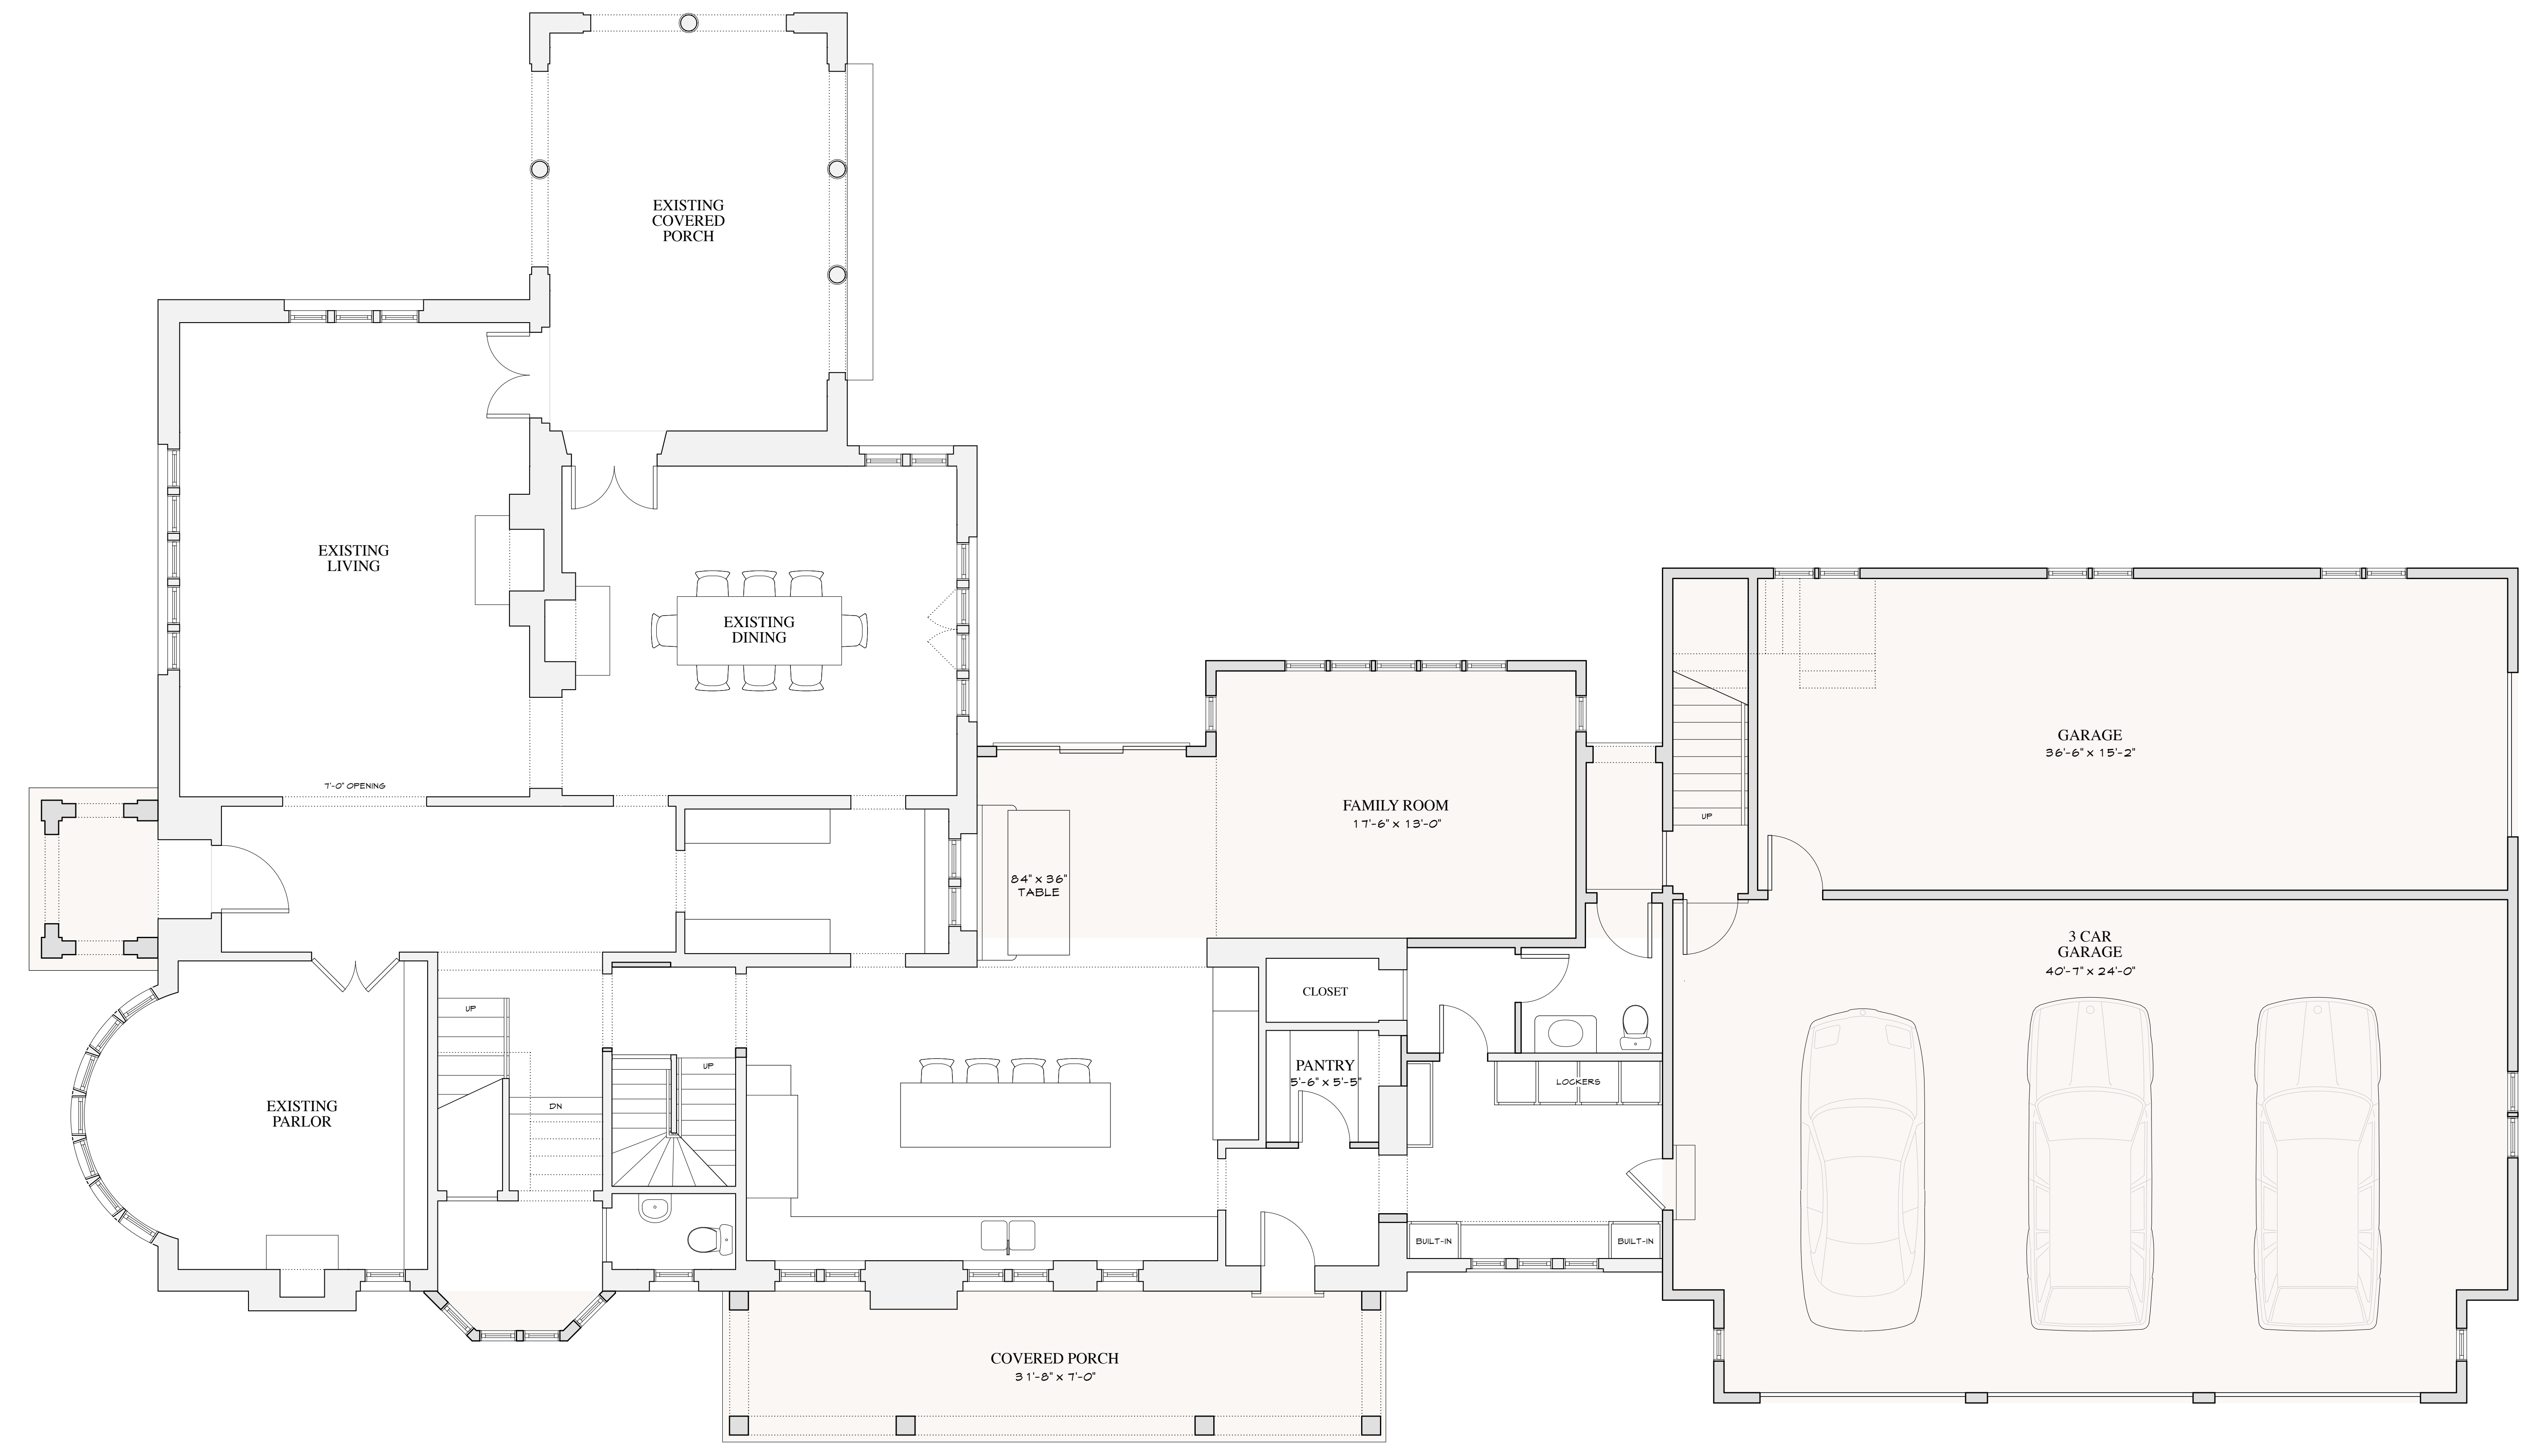 EXISTING
COVERED
PORCH
EXISTING
LIVING
EXISTING
DINING
7'-0" OPENING
84" x 36"
TABLE
FAMILY ROOM
17'-6" x 13'-0"
UP
GARAGE
36'-6" x 15'-2"
3 CAR
GARAGE
40'-7" x 24'-0"
CLOSET
UP
UP
PANTRY
5'-6" x 5'-5"
LOCKERS
DN
EXISTING
PARLOR
BUILT-IN
BUILT-IN
COVERED PORCH
31'-8" x 7'-0"